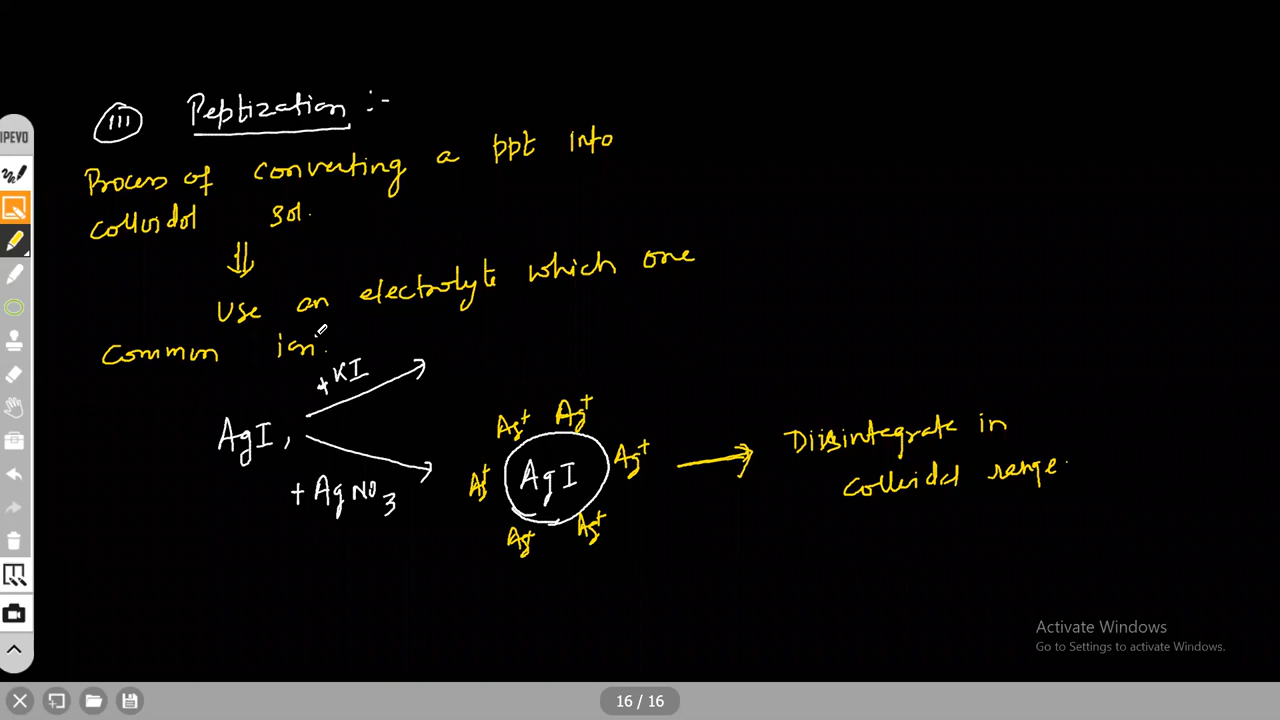 III Peptization :-
IPEVO
Process of converting a ppt into
colloidal sol.
⇓
Use an electrolyte which one
Common ion.
+KI
AgI,
+ AgNO3
Ag+ Ag+
Ag+ AgI Ag+
Ag+ Ag+
Disintegrate in
colloidal range.
Activate Windows
Go to Settings to activate Windows.
16 / 16